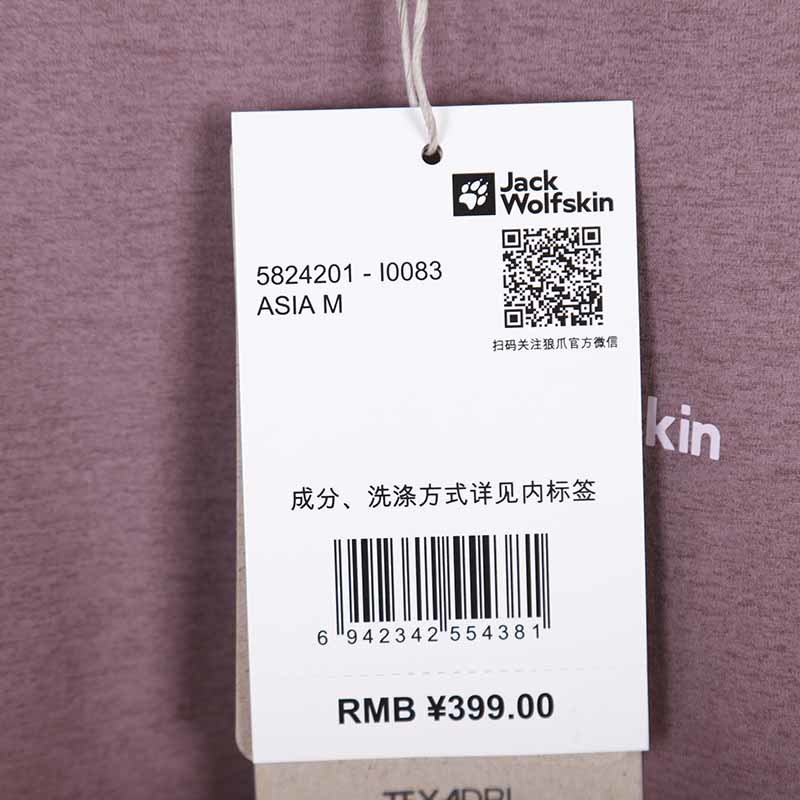 Jack
Wolfskin
5824201 - I0083
ASIA M
扫码关注狼爪官方微信
kin
成分、洗涤方式详见内标签
6 942342 554381
RMB ¥399.00